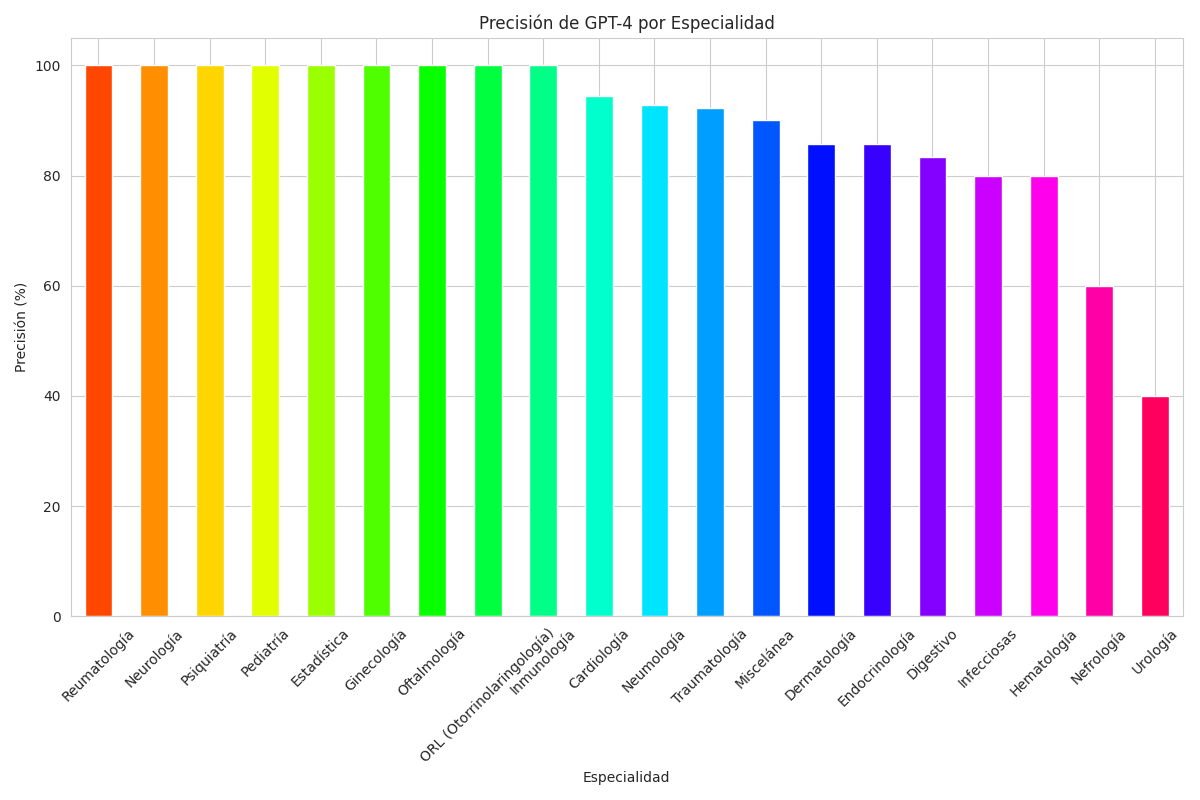 Precisión de GPT-4 por Especialidad
Precisión (%)
100
80
60
40
20
0
Reumatología
Neurología
Psiquiatría
Pediatría
Estadística
Ginecología
Oftalmología
ORL (Otorrinolaringología)
Inmunología
Cardiología
Neumología
Traumatología
Miscelánea
Dermatología
Endocrinología
Digestivo
Infecciosas
Hematología
Nefrología
Urología
Especialidad